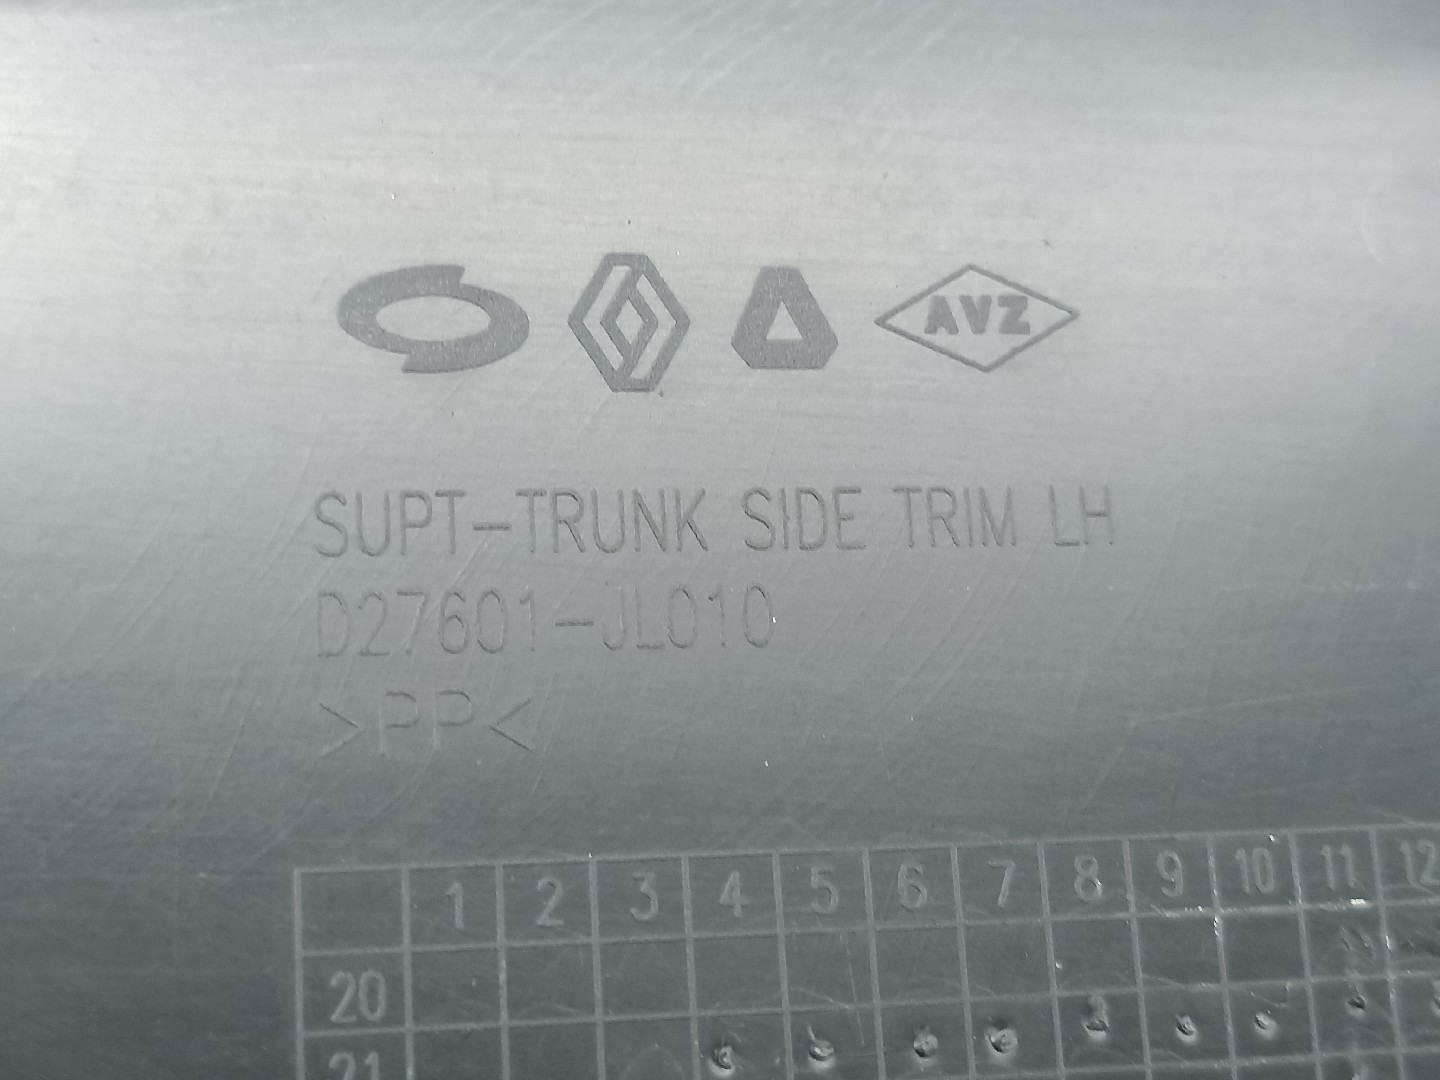 AVZ
SUPT-TRUNK SIDE TRIM LH
D27601-JL010
>PP<
1 2 3 4 5 6 7 8 9 10 11 12
20
21